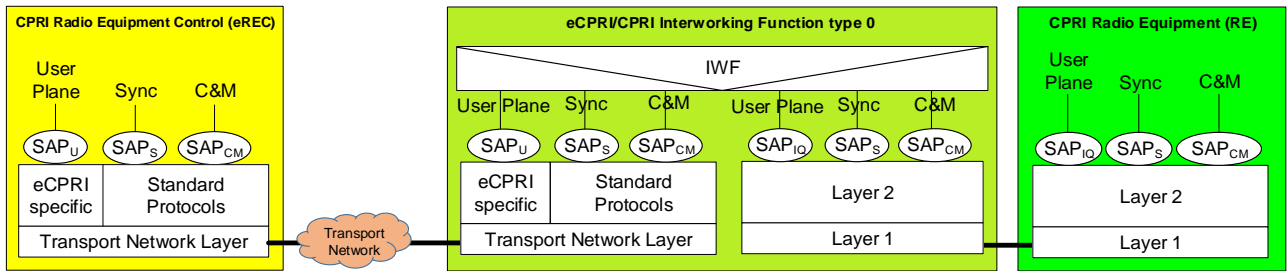 CPRI Radio Equipment Control (eREC)
User
Plane
Sync
C&M
SAPU
SAPS
SAPCM
eCPRI
specific
Standard
Protocols
Transport Network Layer
Transport
Network
eCPRI/CPRI Interworking Function type 0
IWF
User Plane
Sync
C&M
User Plane
Sync
C&M
SAPU
SAPS
SAPCM
SAPIQ
SAPS
SAPCM
eCPRI
specific
Standard
Protocols
Transport Network Layer
Layer 2
Layer 1
CPRI Radio Equipment (RE)
User
Plane
Sync
C&M
SAPIQ
SAPS
SAPCM
Layer 2
Layer 1